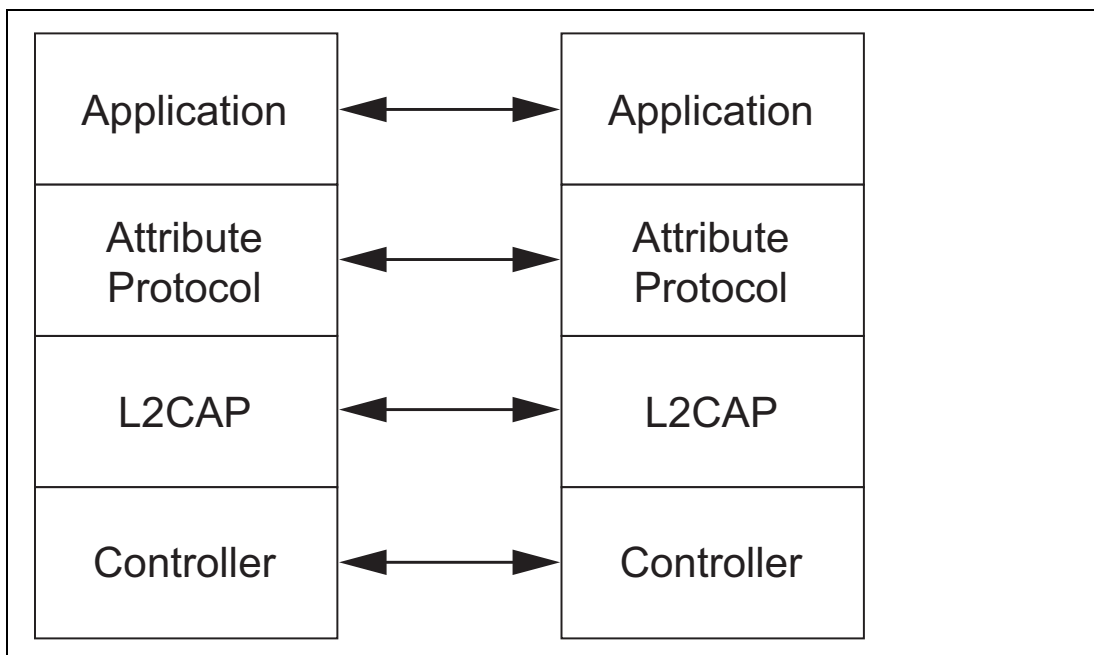 Application
Application
Attribute
Protocol
Attribute
Protocol
L2CAP
L2CAP
Controller
Controller